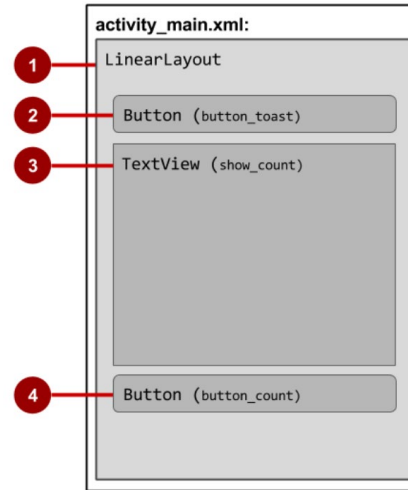 activity_main.xml:
1 LinearLayout
2 Button (button_toast)
3 TextView (show_count)
4 Button (button_count)